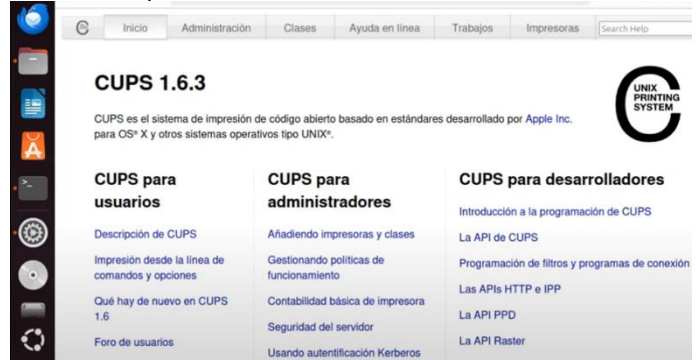 Inicio
Administración
Clases
Ayuda en línea
Trabajos
Impresoras
Search Help
CUPS 1.6.3
CUPS es el sistema de impresión de código abierto basado en estándares desarrollado por Apple Inc.
para OS® X y otros sistemas operativos tipo UNIX®.
UNIX
PRINTING
SYSTEM
CUPS para
usuarios
Descripción de CUPS
Impresión desde la línea de
comandos y opciones
Qué hay de nuevo en CUPS
1.6
Foro de usuarios
CUPS para
administradores
Añadiendo impresoras y clases
Gestionando políticas de
funcionamiento
Contabilidad básica de impresora
Seguridad del servidor
Usando autentificación Kerberos
CUPS para desarrolladores
Introducción a la programación de CUPS
La API de CUPS
Programación de filtros y programas de conexión
Las APIs HTTP e IPP
La API PPD
La API Raster